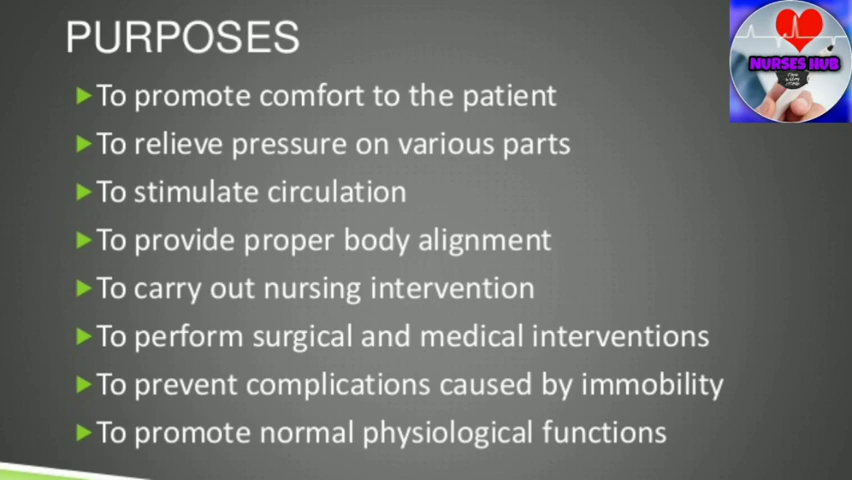 PURPOSES
To promote comfort to the patient
To relieve pressure on various parts
To stimulate circulation
To provide proper body alignment
To carry out nursing intervention
To perform surgical and medical interventions
To prevent complications caused by immobility
To promote normal physiological functions
NURSES HUB